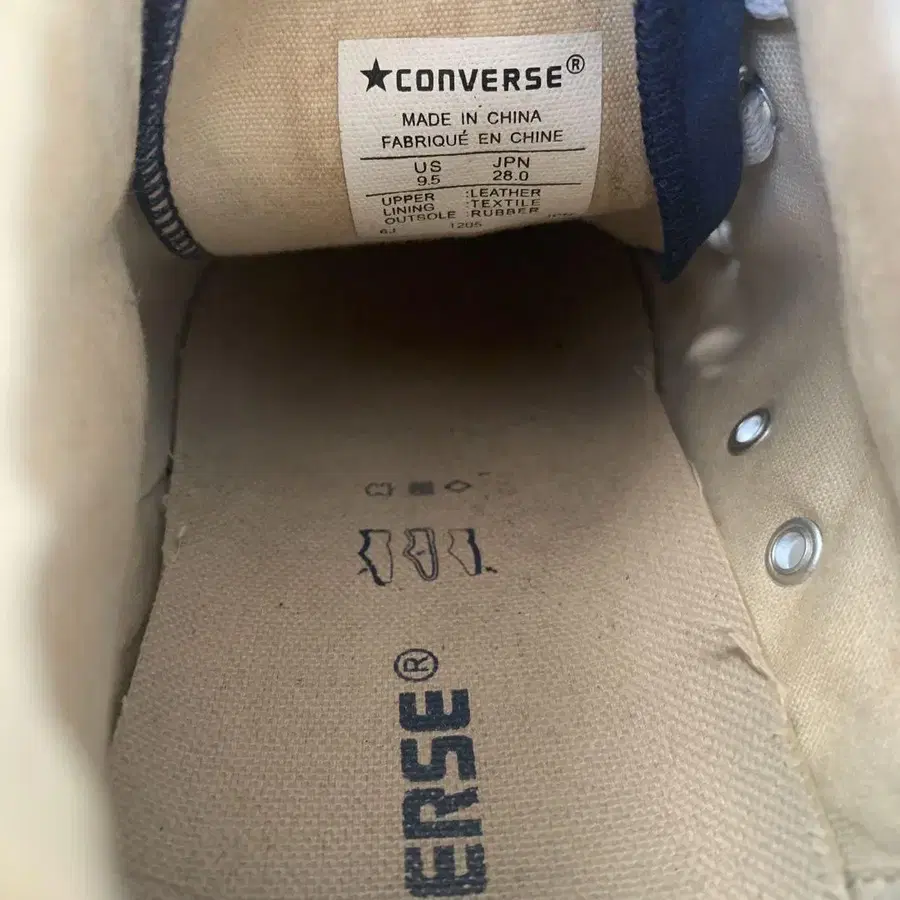 ★CONVERSE®
MADE IN CHINA
FABRIQUÉ EN CHINE
US JPN
9.5 28.0
UPPER :LEATHER
LINING :TEXTILE
OUTSOLE :RUBBER
6J 1205
ERSE®